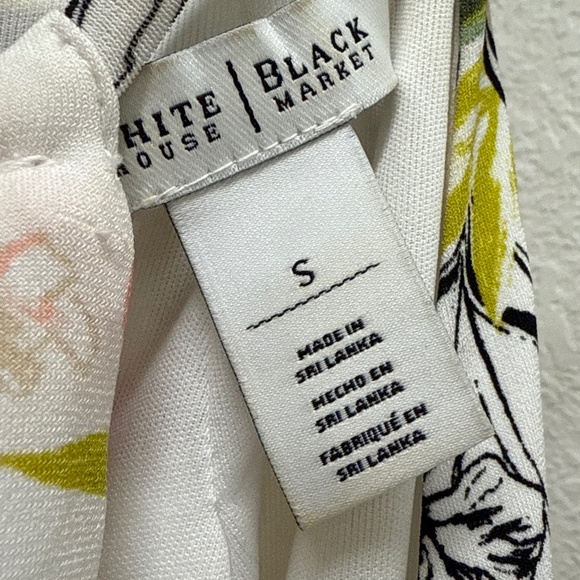 HITE | BLACK
OUSE | MARKET
S
MADE IN
SRI LANKA
HECHO EN
SRI LANKA
FABRIQUÉ EN
SRI LANKA